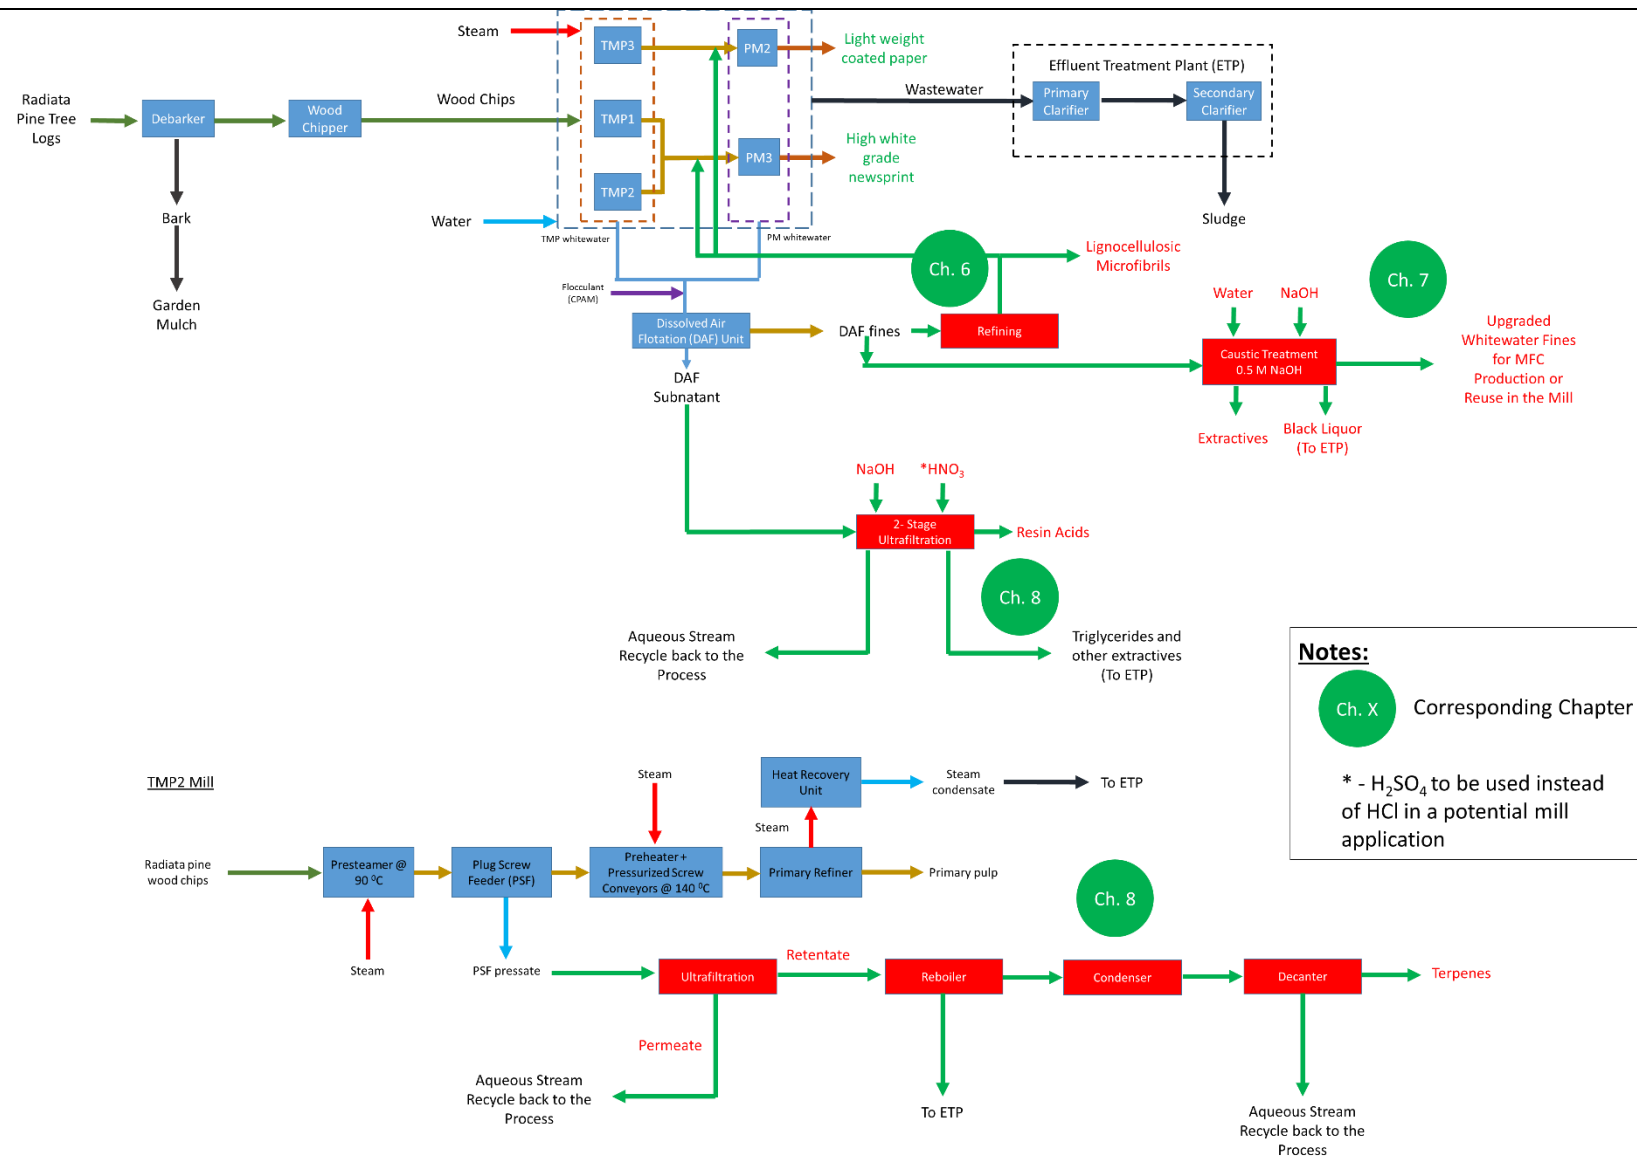 Steam
TMP3
PM2
Light weight
coated paper
Effluent Treatment Plant (ETP)
Wastewater
Primary
Clarifier
Secondary
Clarifier
Radiata
Pine Tree
Logs
Debarker
Wood
Chipper
Wood Chips
TMP1
TMP2
PM3
High white
grade
newsprint
Bark
Water
Sludge
TMP whitewater
PM whitewater
Garden
Mulch
Flocculant
(CPAM)
Ch. 6
Lignocellulosic
Microfibrils
Ch. 7
Water
NaOH
Dissolved Air
Flotation (DAF) Unit
DAF fines
Refining
Caustic Treatment
0.5 M NaOH
Upgraded
Whitewater Fines
for MFC
Production or
Reuse in the Mill
DAF
Subnatant
Extractives
Black Liquor
(To ETP)
NaOH
*HNO₃
2- Stage
Ultrafiltration
Resin Acids
Ch. 8
Aqueous Stream
Recycle back to the
Process
Triglycerides and
other extractives
(To ETP)
Notes:
Ch. X
Corresponding Chapter
* - H₂SO₄ to be used instead
of HCl in a potential mill
application
TMP2 Mill
Steam
Heat Recovery
Unit
Steam
condensate
To ETP
Steam
Radiata pine
wood chips
Presteamer @
90 ⁰C
Plug Screw
Feeder (PSF)
Preheater +
Pressurized Screw
Conveyors @ 140 ⁰C
Primary Refiner
Primary pulp
Ch. 8
Steam
PSF pressate
Ultrafiltration
Retentate
Reboiler
Condenser
Decanter
Terpenes
Permeate
Aqueous Stream
Recycle back to the
Process
To ETP
Aqueous Stream
Recycle back to the
Process